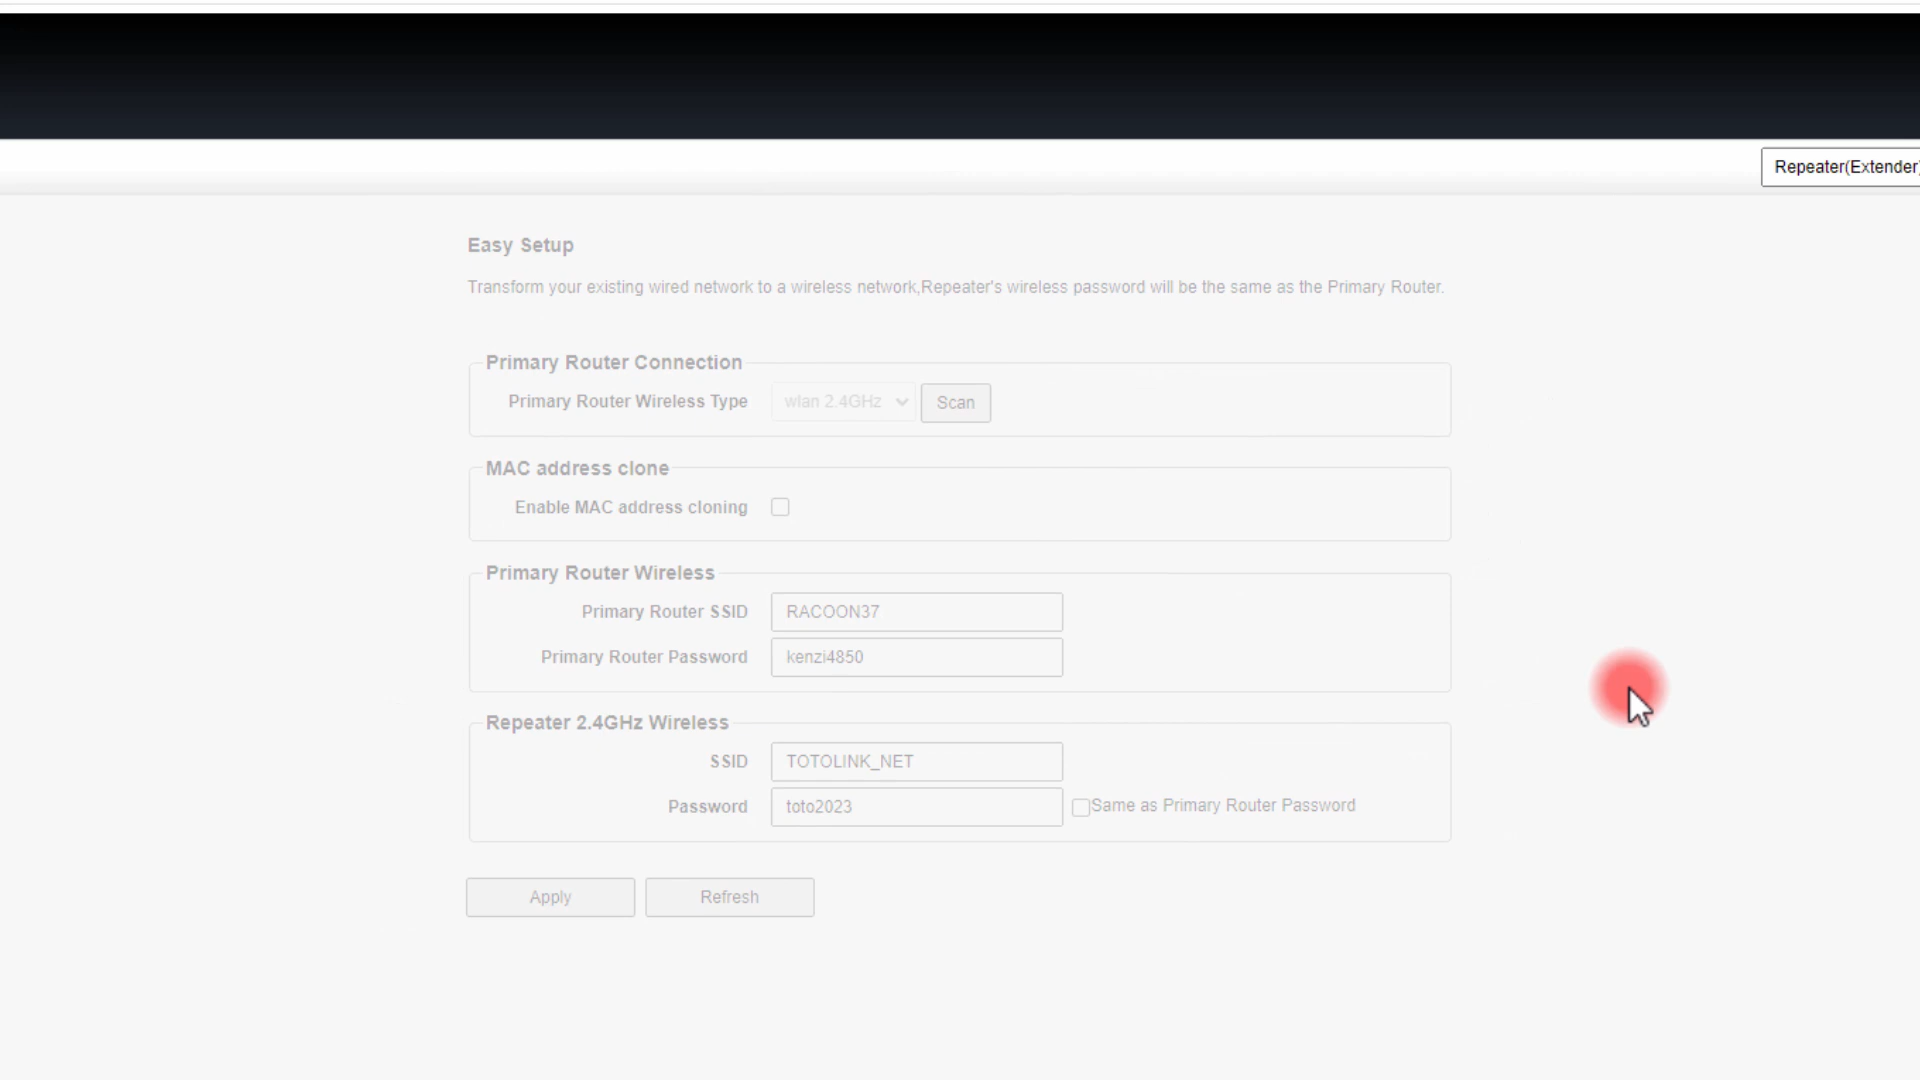 Repeater(Extender)
Easy Setup
Transform your existing wired network to a wireless network,Repeater's wireless password will be the same as the Primary Router.
Primary Router Connection
Primary Router Wireless Type wlan 2.4GHz Scan
MAC address clone
Enable MAC address cloning
Primary Router Wireless
Primary Router SSID RACOON37
Primary Router Password kenzi4850
Repeater 2.4GHz Wireless
SSID TOTOLINK_NET
Password toto2023 Same as Primary Router Password
Apply Refresh